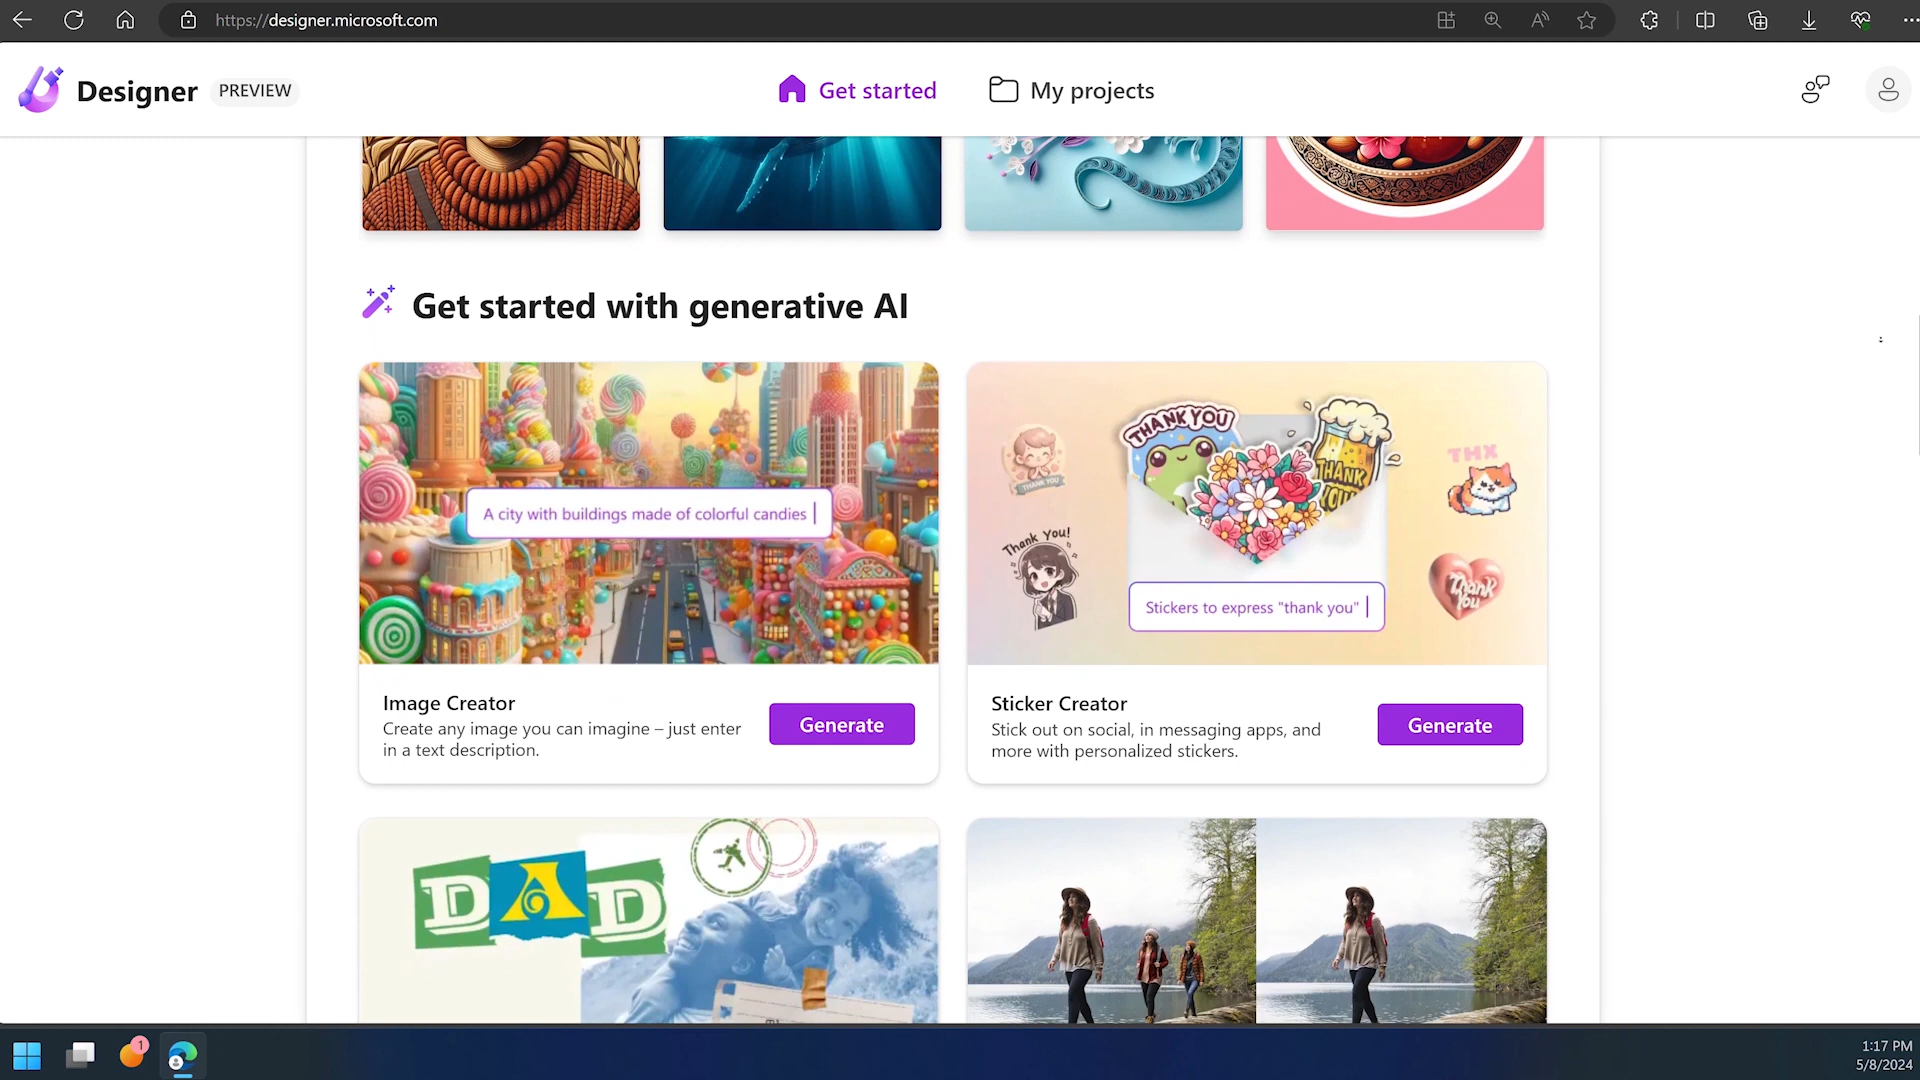 https://designer.microsoft.com
Designer
PREVIEW
Get started
My projects
Get started with generative AI
A city with buildings made of colorful candies
THANK YOU
THANK YOU
THANK YOU
THX
Thank You!
Thank You
Stickers to express "thank you"
Image Creator
Create any image you can imagine – just enter
in a text description.
Generate
Sticker Creator
Stick out on social, in messaging apps, and
more with personalized stickers.
Generate
DAD
1
1:17 PM
5/8/2024